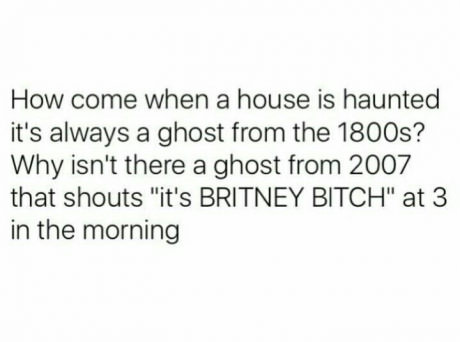 How come when a house is haunted
it's always a ghost from the 1800s?
Why isn't there a ghost from 2007
that shouts "it's BRITNEY BITCH" at 3
in the morning